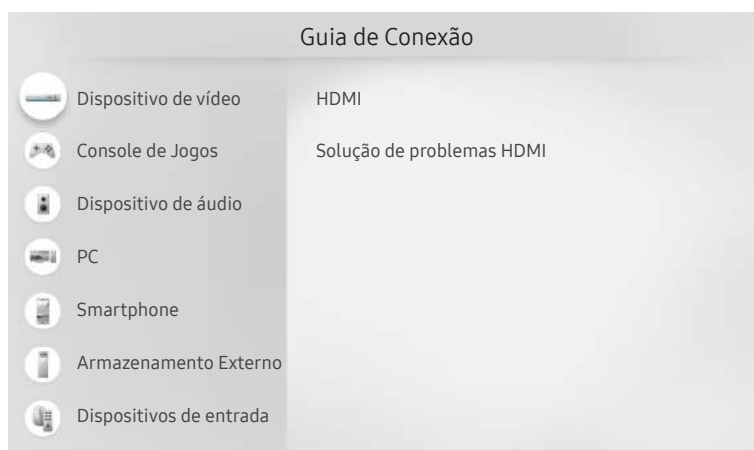 Guia de Conexão
Dispositivo de vídeo
HDMI
Console de Jogos
Solução de problemas HDMI
Dispositivo de áudio
PC
Smartphone
Armazenamento Externo
Dispositivos de entrada